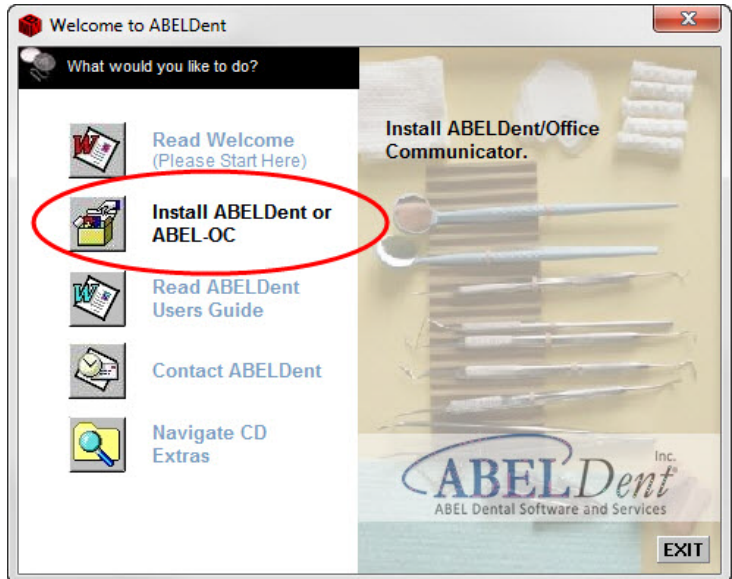 Welcome to ABELDent
What would you like to do?
Read Welcome
(Please Start Here)
Install ABELDent or
ABEL-OC
Read ABELDent
Users Guide
Contact ABELDent
Navigate CD
Extras
Install ABELDent/Office
Communicator.
ABELDent Inc.
ABEL Dental Software and Services
EXIT